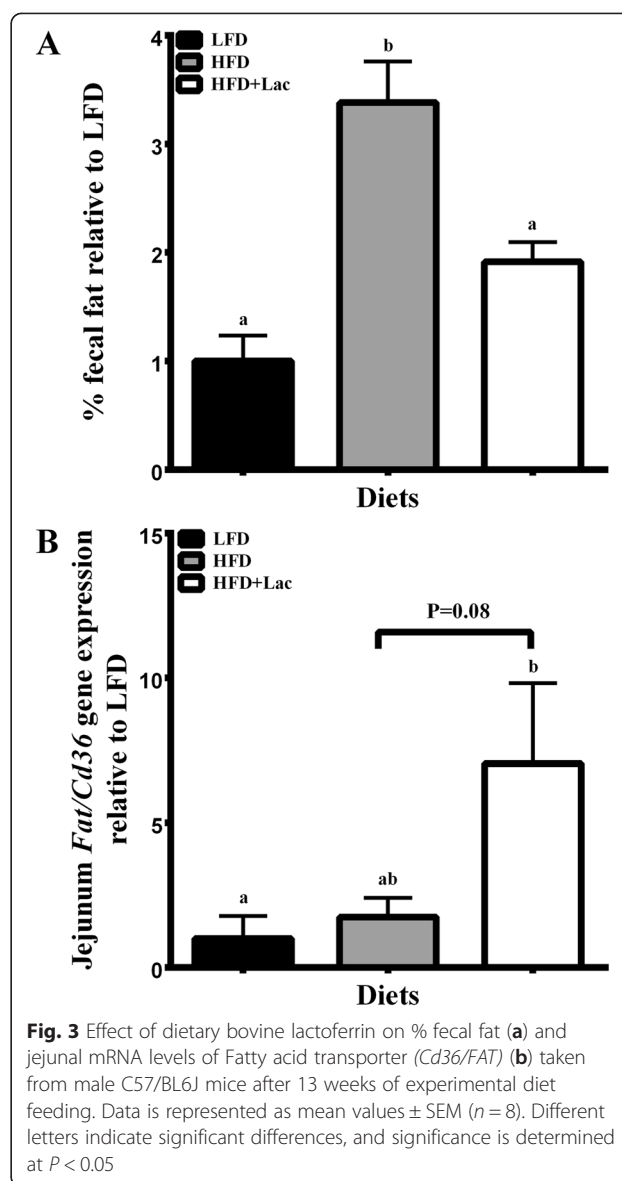 A
% fecal fat relative to LFD
4
3
2
1
0
LFD
HFD
HFD+Lac
a
b
a
Diets
B
Jejunum Fat/Cd36 gene expression
relative to LFD
15
10
5
0
LFD
HFD
HFD+Lac
P=0.08
a
ab
b
Diets
Fig. 3 Effect of dietary bovine lactoferrin on % fecal fat (a) and
jejunal mRNA levels of Fatty acid transporter (Cd36/FAT) (b) taken
from male C57/BL6J mice after 13 weeks of experimental diet
feeding. Data is represented as mean values ± SEM (n = 8). Different
letters indicate significant differences, and significance is determined
at P < 0.05